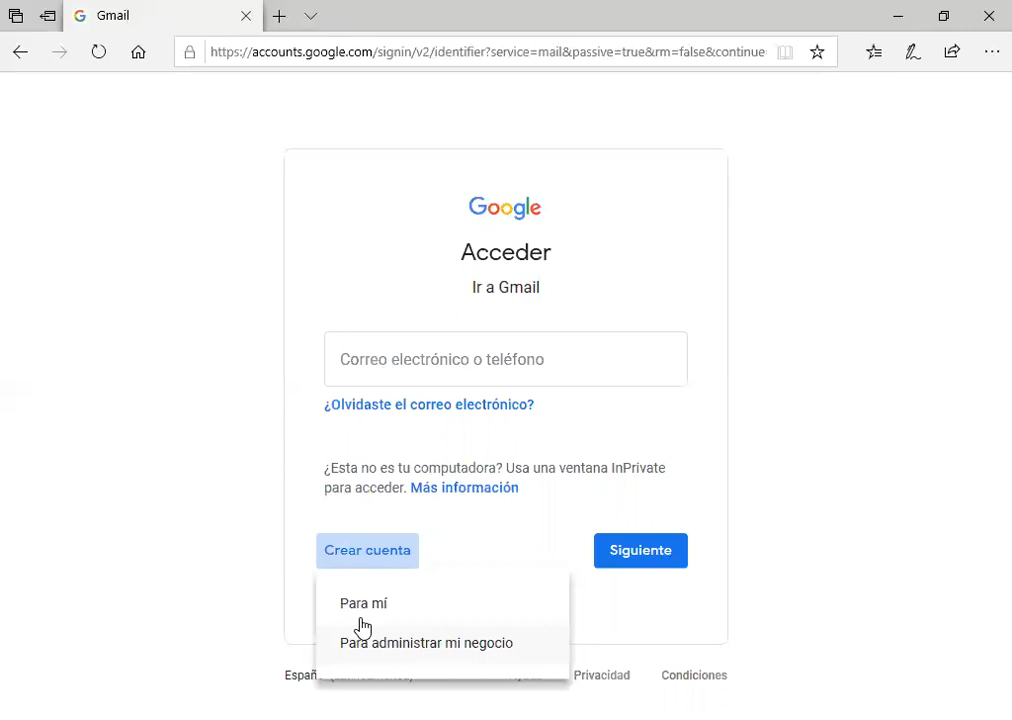 Gmail
https://accounts.google.com/signin/v2/identifier?service=mail&passive=true&rm=false&continue
Google
Acceder
Ir a Gmail
Correo electrónico o teléfono
¿Olvidaste el correo electrónico?
¿Esta no es tu computadora? Usa una ventana InPrivate
para acceder. Más información
Crear cuenta
Siguiente
Para mí
Para administrar mi negocio
Privacidad
Condiciones